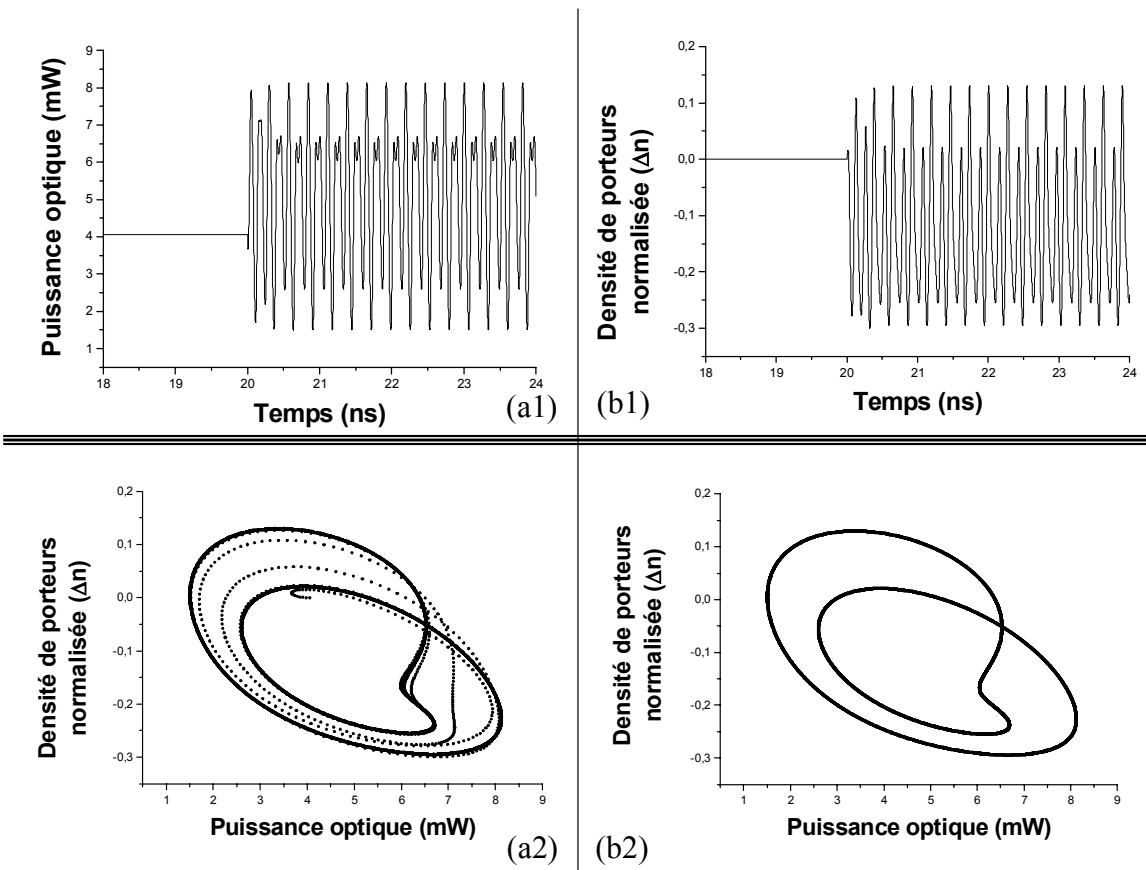 Puissance optique (mW)
9
8
7
6
5
4
3
2
1
18 19 20 21 22 23 24
Temps (ns)
(a1)
Densité de porteurs
normalisée (Δn)
0,2
0,1
0,0
-0,1
-0,2
-0,3
18 19 20 21 22 23 24
Temps (ns)
(b1)
Densité de porteurs
normalisée (Δn)
0,2
0,1
0,0
-0,1
-0,2
-0,3
1 2 3 4 5 6 7 8 9
Puissance optique (mW)
(a2)
Densité de porteurs
normalisée (Δn)
0,2
0,1
0,0
-0,1
-0,2
-0,3
1 2 3 4 5 6 7 8 9
Puissance optique (mW)
(b2)